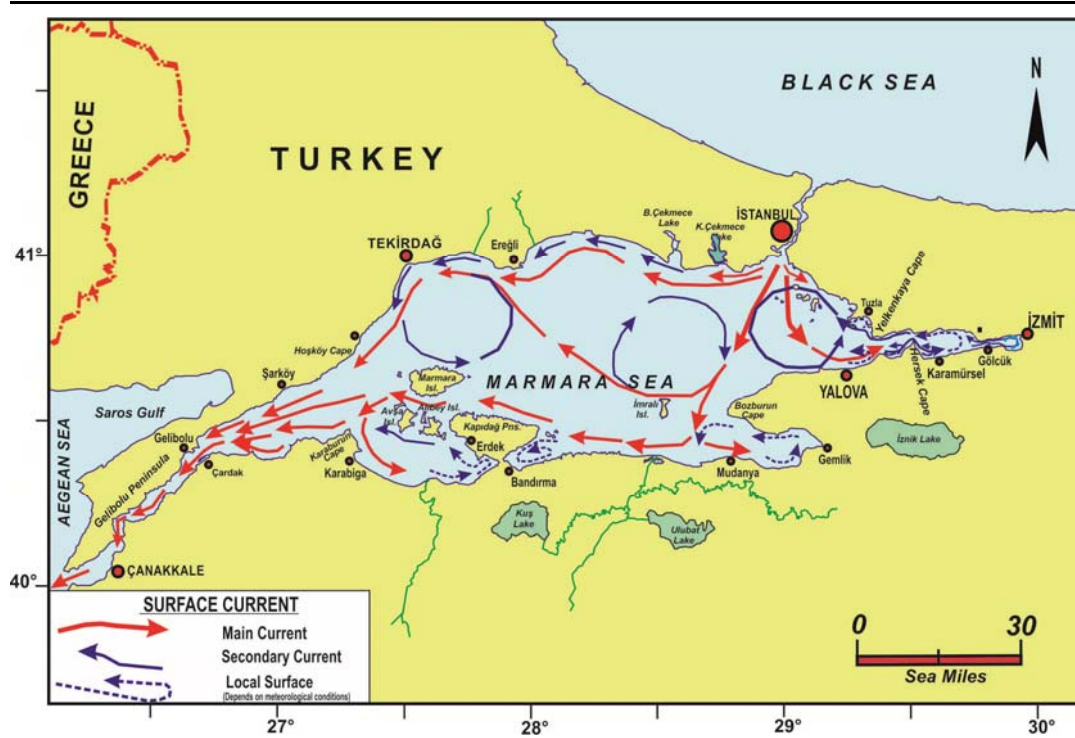 BLACK SEA
N
GREECE
TURKEY
B.Çekmece
Lake
K.Çekmece
Lake
İSTANBUL
41°
TEKİRDAĞ
Ereğli
Tuzla
Yelkenkaya Cape
İZMİT
Hoşköy Cape
Gölcük
Karamürsel
Hersek Cape
YALOVA
Şarköy
Marmara
Isl.
MARMARA SEA
İmralı
Isl.
Bozburun
Cape
Saros Gulf
Avşa
Isl.
Alibey Isl.
Kapıdağ Pns.
Erdek
İznik Lake
AEGEAN SEA
Gelibolu
Gelibolu Peninsula
Çardak
Karaburun
Cape
Karabiga
Bandırma
Mudanya
Gemlik
Kuş
Lake
Ulubat
Lake
40°
ÇANAKKALE
SURFACE CURRENT
Main Current
Secondary Current
Local Surface
(Depends on meteorological conditions)
0
30
Sea Miles
27°
28°
29°
30°